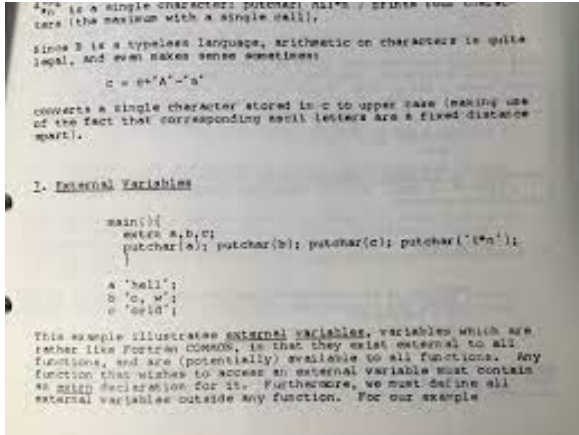 is a single character; putchar( prints four charac-
ters (the maximum with a single call).
Since B is a typeless language, arithmetic on characters is quite
legal, and even makes sense sometimes:
c = c+'A'-'a'
converts a single character stored in c to upper case (making use
of the fact that corresponding ascii letters are a fixed distance
apart).
7. External Variables
main(){
extrn a,b,c;
putchar(a); putchar(b); putchar(c); putchar('!*n');
}
a 'hell';
b 'o, w';
c 'orld';
This example illustrates external variables, variables which are
rather like Fortran COMMON, in that they exist external to all
functions, and are (potentially) available to all functions. Any
function that wishes to access an external variable must contain
an extrn declaration for it. Furthermore, we must define all
external variables outside any function. For our example